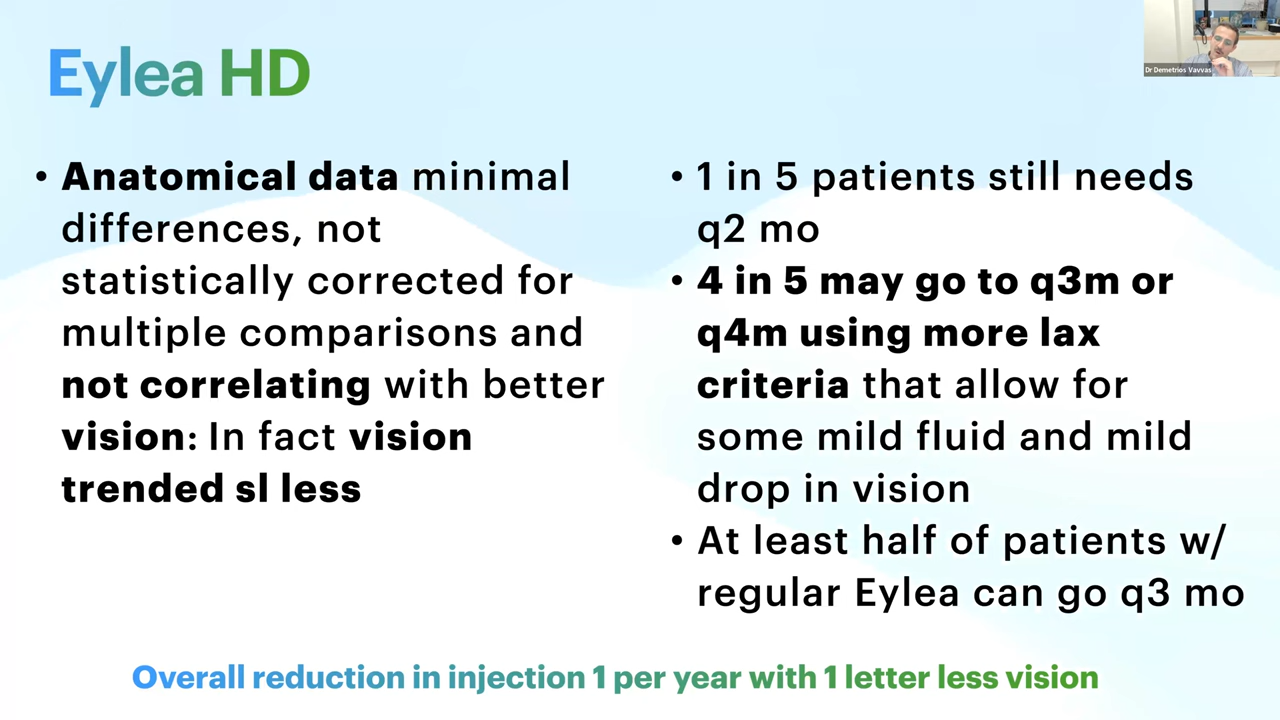 Eylea HD
Dr Demetrios Vavvas
• Anatomical data minimal
differences, not
statistically corrected for
multiple comparisons and
not correlating with better
vision: In fact vision
trended sl less
• 1 in 5 patients still needs
q2 mo
• 4 in 5 may go to q3m or
q4m using more lax
criteria that allow for
some mild fluid and mild
drop in vision
• At least half of patients w/
regular Eylea can go q3 mo
Overall reduction in injection 1 per year with 1 letter less vision